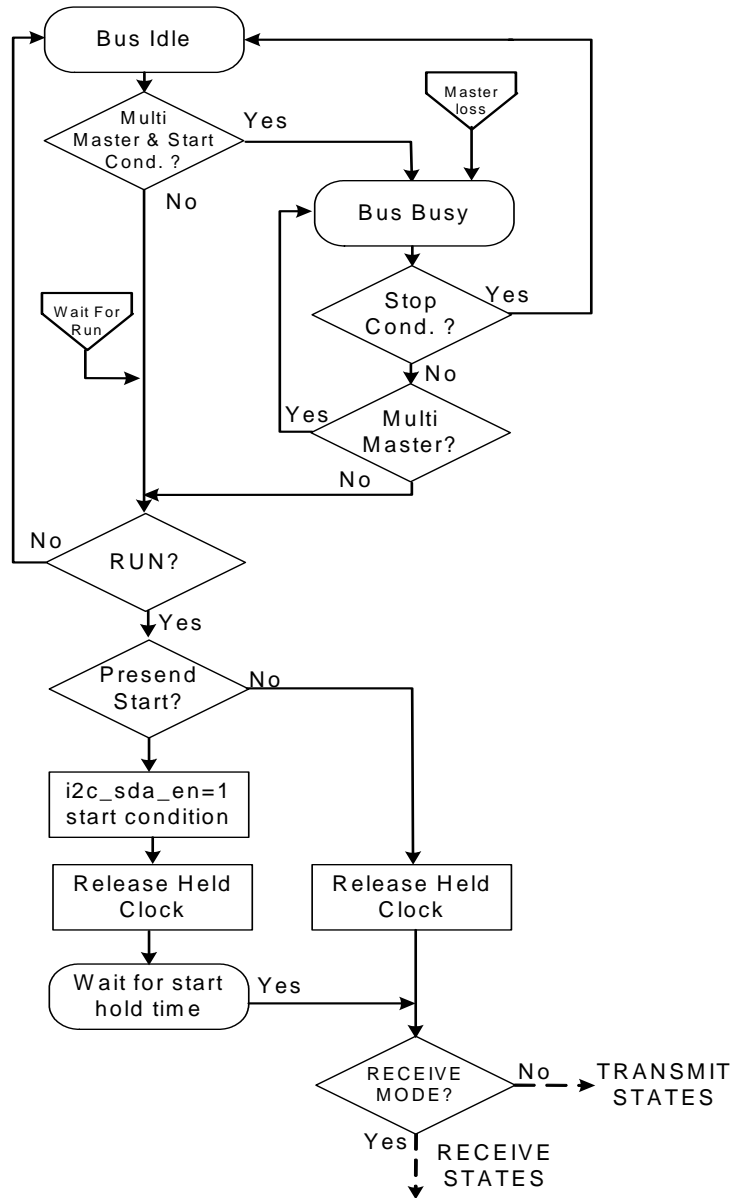 Bus Idle
Multi
Master & Start
Cond. ?
Yes
No
Master
loss
Bus Busy
Stop
Cond. ?
Yes
No
Wait For
Run
Multi
Master?
Yes
No
RUN?
No
Yes
Presend
Start?
No
i2c_sda_en=1
start condition
Release Held
Clock
Release Held
Clock
Wait for start
hold time
Yes
RECEIVE
MODE?
No
TRANSMIT
STATES
Yes
RECEIVE
STATES